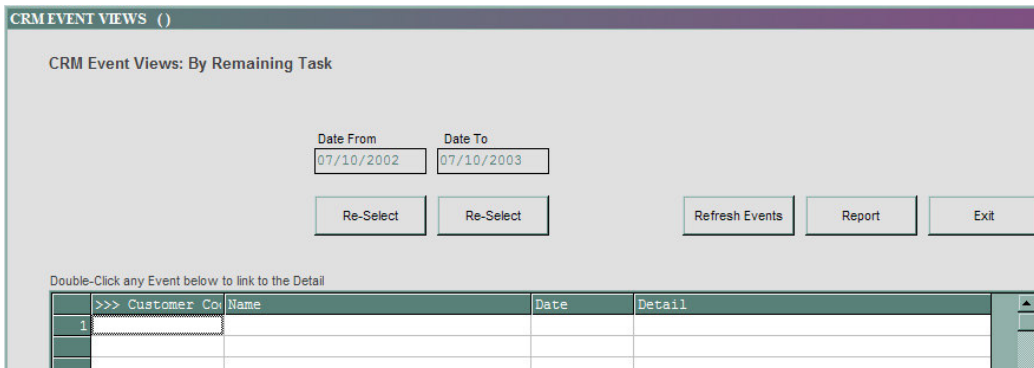 CRM EVENT VIEWS ( )
CRM Event Views: By Remaining Task
Date From Date To
07/10/2002 07/10/2003
Re-Select Re-Select Refresh Events Report Exit
Double-Click any Event below to link to the Detail
>>> Customer Co Name Date Detail
1